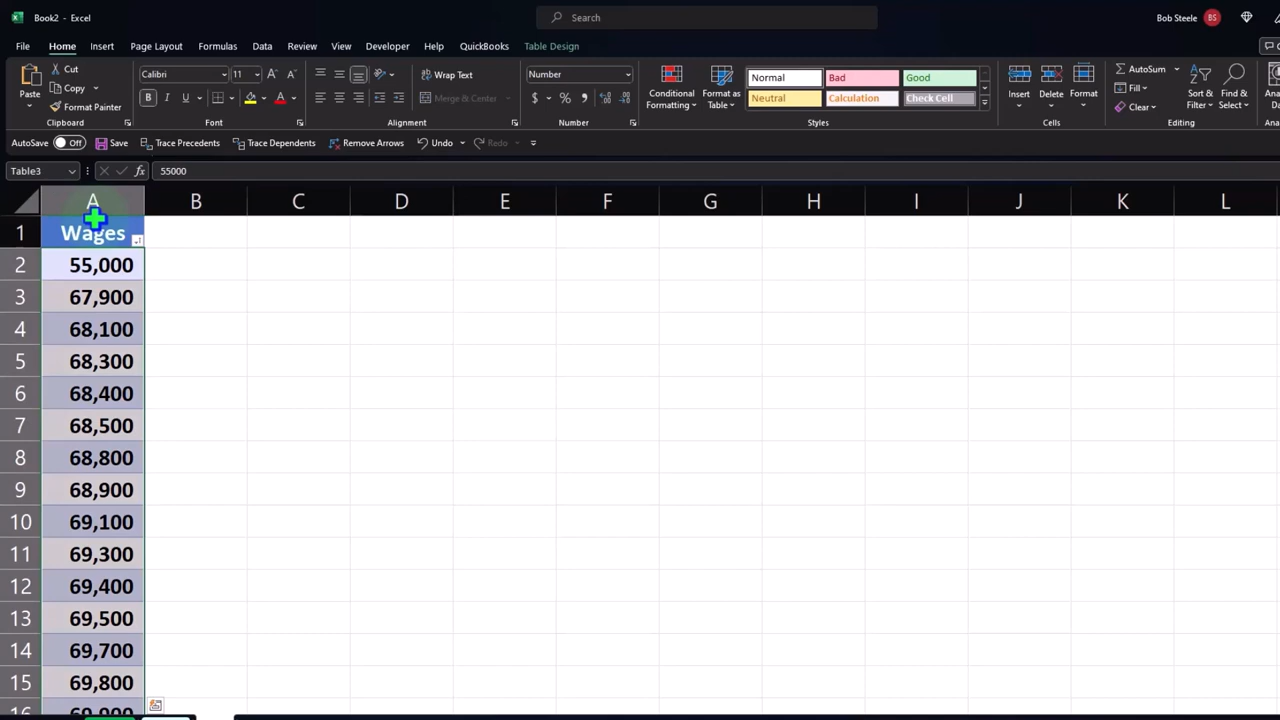 Book2 - Excel
Search
Bob Steele BS
File Home Insert Page Layout Formulas Data Review View Developer Help QuickBooks Table Design
Paste
Cut
Copy
Format Painter
Clipboard
Calibri 11
B I U
Font
Wrap Text
Merge & Center
Alignment
Number
$ % ,
Number
Conditional Formatting
Format as Table
Normal Bad Good
Neutral Calculation Check Cell
Styles
Insert Delete Format
Cells
AutoSum
Fill
Clear
Sort & Filter
Find & Select
Editing
AutoSave Off Save Trace Precedents Trace Dependents Remove Arrows Undo Redo
Table3 fx 55000
A B C D E F G H I J K L
1 Wages
2 55,000
3 67,900
4 68,100
5 68,300
6 68,400
7 68,500
8 68,800
9 68,900
10 69,100
11 69,300
12 69,400
13 69,500
14 69,700
15 69,800